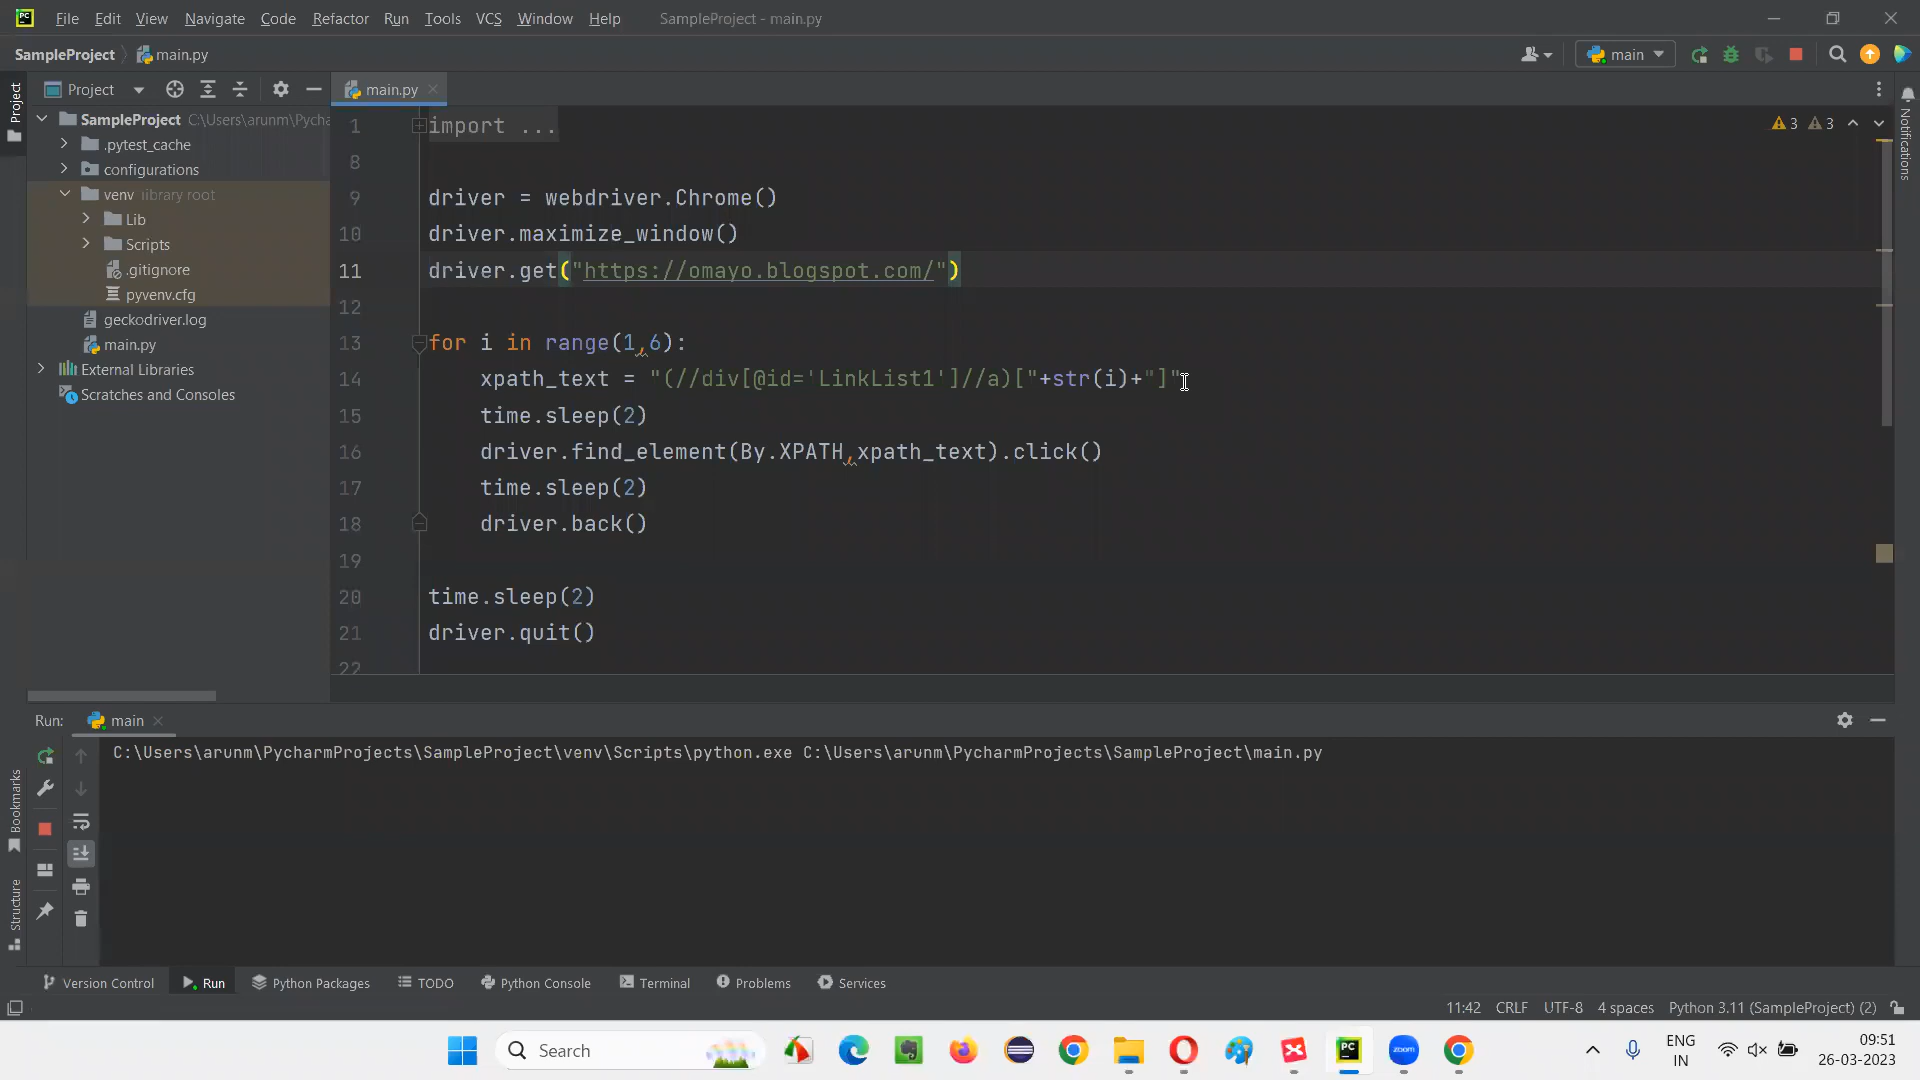 PC File Edit View Navigate Code Refactor Run Tools VCS Window Help SampleProject - main.py
SampleProject main.py main
Project main.py
SampleProject C:\Users\arunm\Pycha
.pytest_cache
configurations
venv library root
Lib
Scripts
.gitignore
pyvenv.cfg
geckodriver.log
main.py
External Libraries
Scratches and Consoles
Project
Bookmarks
Structure
Notifications
3 3
1 import ...
8
9 driver = webdriver.Chrome()
10 driver.maximize_window()
11 driver.get("https://omayo.blogspot.com/")
12
13 for i in range(1,6):
14 xpath_text = "(//div[@id='LinkList1']//a)["+str(i)+"]"
15 time.sleep(2)
16 driver.find_element(By.XPATH,xpath_text).click()
17 time.sleep(2)
18 driver.back()
19
20 time.sleep(2)
21 driver.quit()
22
Run: main
C:\Users\arunm\PycharmProjects\SampleProject\venv\Scripts\python.exe C:\Users\arunm\PycharmProjects\SampleProject\main.py
Version Control Run Python Packages TODO Python Console Terminal Problems Services
11:42 CRLF UTF-8 4 spaces Python 3.11 (SampleProject) (2)
Search PC zoom ENG 09:51
IN 26-03-2023